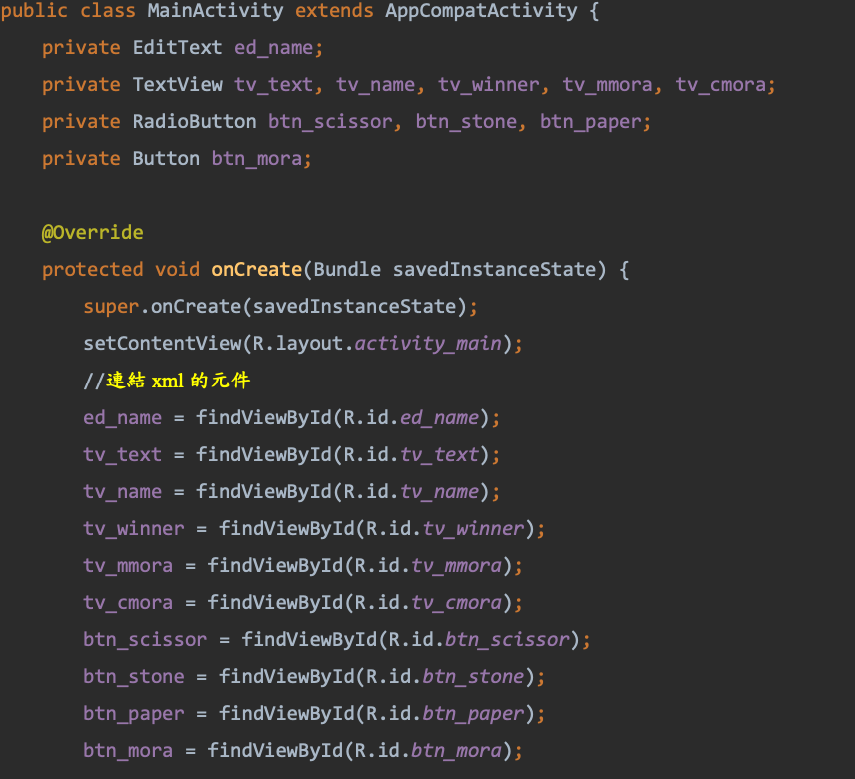 public class MainActivity extends AppCompatActivity {
    private EditText ed_name;
    private TextView tv_text, tv_name, tv_winner, tv_mmora, tv_cmora;
    private RadioButton btn_scissor, btn_stone, btn_paper;
    private Button btn_mora;
    @Override
    protected void onCreate(Bundle savedInstanceState) {
        super.onCreate(savedInstanceState);
        setContentView(R.layout.activity_main);
        //連結 xml 的元件
        ed_name = findViewById(R.id.ed_name);
        tv_text = findViewById(R.id.tv_text);
        tv_name = findViewById(R.id.tv_name);
        tv_winner = findViewById(R.id.tv_winner);
        tv_mmora = findViewById(R.id.tv_mmora);
        tv_cmora = findViewById(R.id.tv_cmora);
        btn_scissor = findViewById(R.id.btn_scissor);
        btn_stone = findViewById(R.id.btn_stone);
        btn_paper = findViewById(R.id.btn_paper);
        btn_mora = findViewById(R.id.btn_mora);